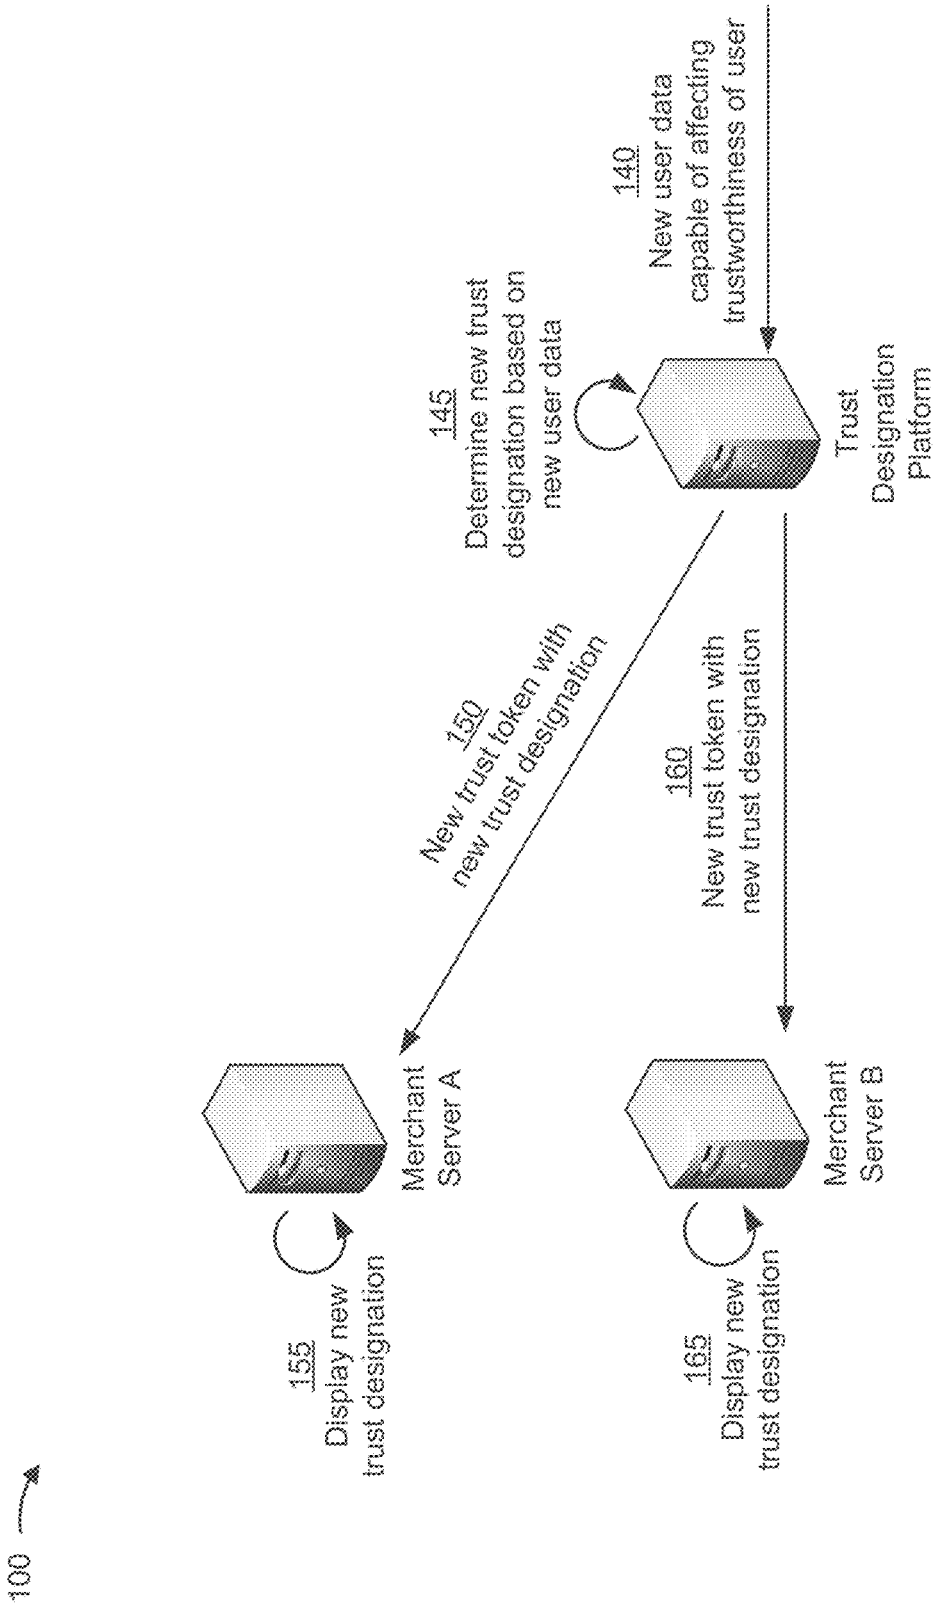 100
155
Display new
trust designation
Merchant
Server A
150
New trust token with
new trust designation
145
Determine new trust
designation based on
new user data
140
New user data
capable of affecting
trustworthiness of user
165
Display new
trust designation
Merchant
Server B
160
New trust token with
new trust designation
Trust
Designation
Platform